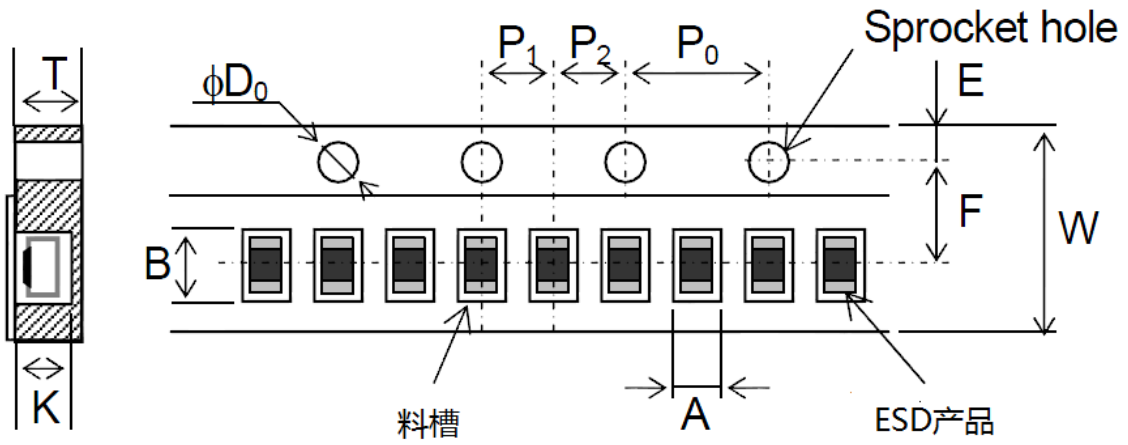 Sprocket hole
P₁
P₂
P₀
E
T
ϕD₀
F
W
B
K
料槽
A
ESD产品